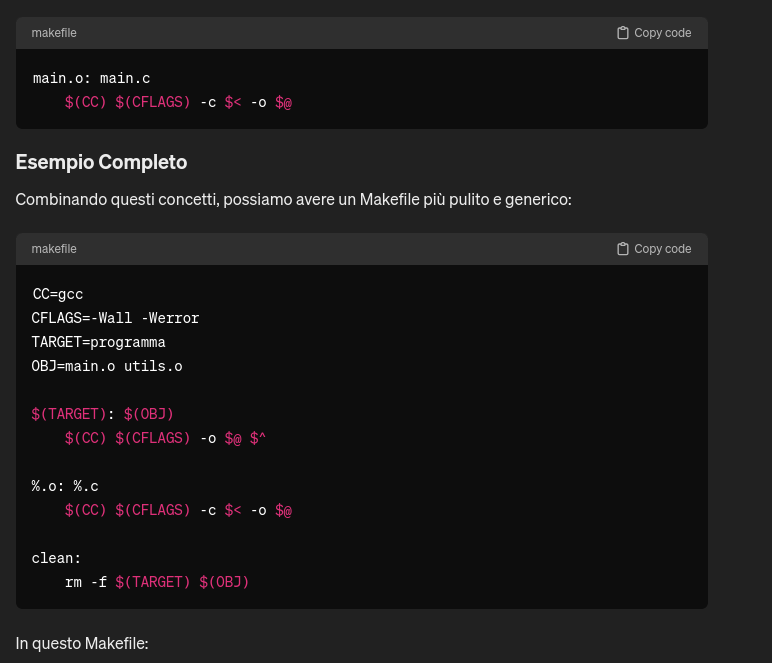 makefile
Copy code
main.o: main.c
    $(CC) $(CFLAGS) -c $< -o $@
Esempio Completo
Combinando questi concetti, possiamo avere un Makefile più pulito e generico:
makefile
Copy code
CC=gcc
CFLAGS=-Wall -Werror
TARGET=programma
OBJ=main.o utils.o
$(TARGET): $(OBJ)
    $(CC) $(CFLAGS) -o $@ $^
%.o: %.c
    $(CC) $(CFLAGS) -c $< -o $@
clean:
    rm -f $(TARGET) $(OBJ)
In questo Makefile: